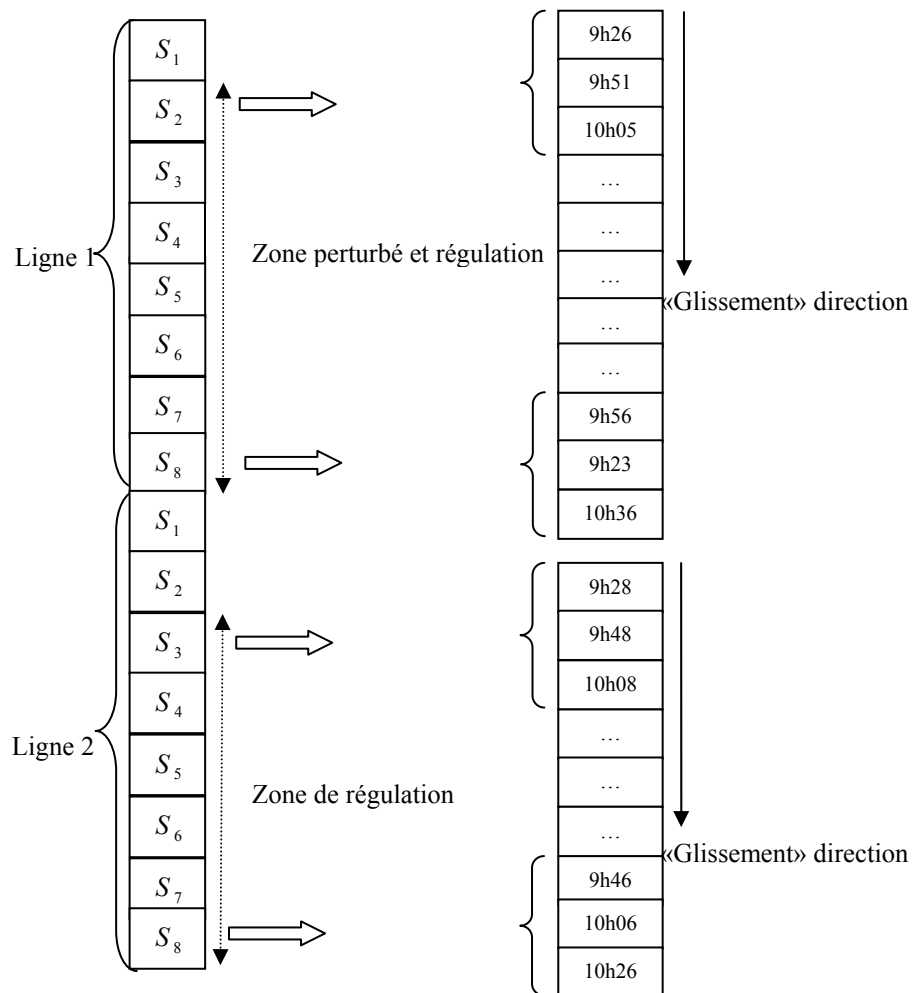 S1
S2
S3
S4
S5
S6
S7
S8
Ligne 1
Zone perturbé et régulation
9h26
9h51
10h05
...
...
...
...
...
9h56
9h23
10h36
«Glissement» direction
S1
S2
S3
S4
S5
S6
S7
S8
Ligne 2
Zone de régulation
9h28
9h48
10h08
...
...
...
9h46
10h06
10h26
«Glissement» direction